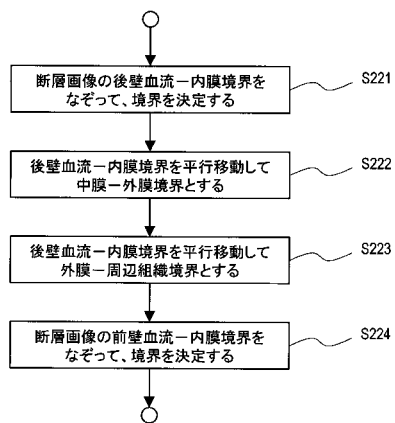 断層画像の後壁血流－内膜境界を
なぞって、境界を決定する
S221
後壁血流－内膜境界を平行移動して
中膜－外膜境界とする
S222
後壁血流－内膜境界を平行移動して
外膜－周辺組織境界とする
S223
断層画像の前壁血流－内膜境界を
なぞって、境界を決定する
S224